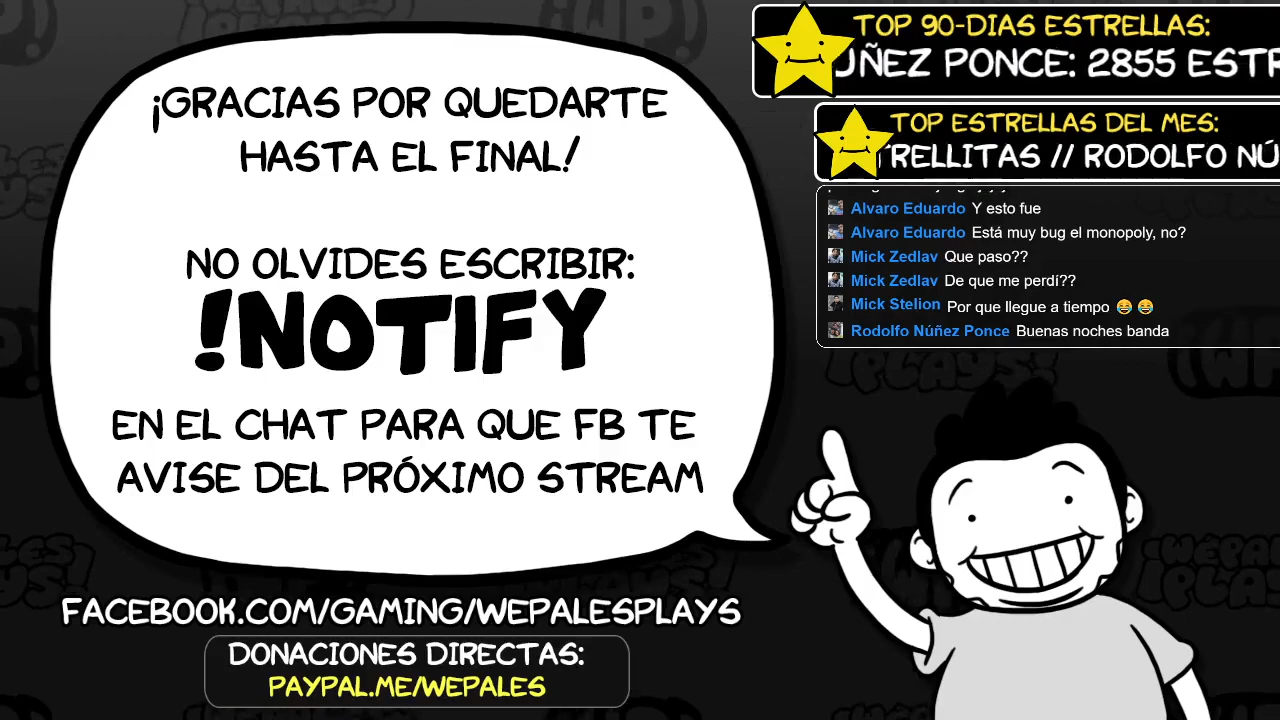 ¡GRACIAS POR QUEDARTE
HASTA EL FINAL!
NO OLVIDES ESCRIBIR:
!NOTIFY
EN EL CHAT PARA QUE FB TE
AVISE DEL PRÓXIMO STREAM
FACEBOOK.COM/GAMING/WEPALESPLAYS
DONACIONES DIRECTAS:
PAYPAL.ME/WEPALES
TOP 90-DIAS ESTRELLAS:
ÚÑEZ PONCE: 2855 ESTR
TOP ESTRELLAS DEL MES:
TRELLITAS // RODOLFO NÚ
Alvaro Eduardo Y esto fue
Alvaro Eduardo Está muy bug el monopoly, no?
Mick Zedlav Que paso??
Mick Zedlav De que me perdí??
Mick Stelion Por que llegue a tiempo 😂 😂
Rodolfo Núñez Ponce Buenas noches banda